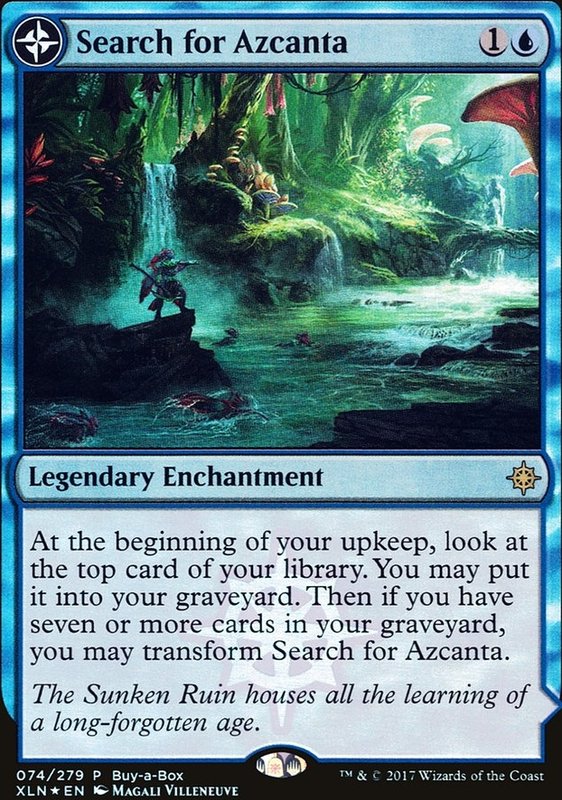 Search for Azcanta 1
Legendary Enchantment
At the beginning of your upkeep, look at
the top card of your library. You may put
it into your graveyard. Then if you have
seven or more cards in your graveyard,
you may transform Search for Azcanta.
The Sunken Ruin houses all the learning of
a long-forgotten age.
074/279 P Buy-a-Box
XLN★EN Magali Villeneuve
™ & © 2017 Wizards of the Coast